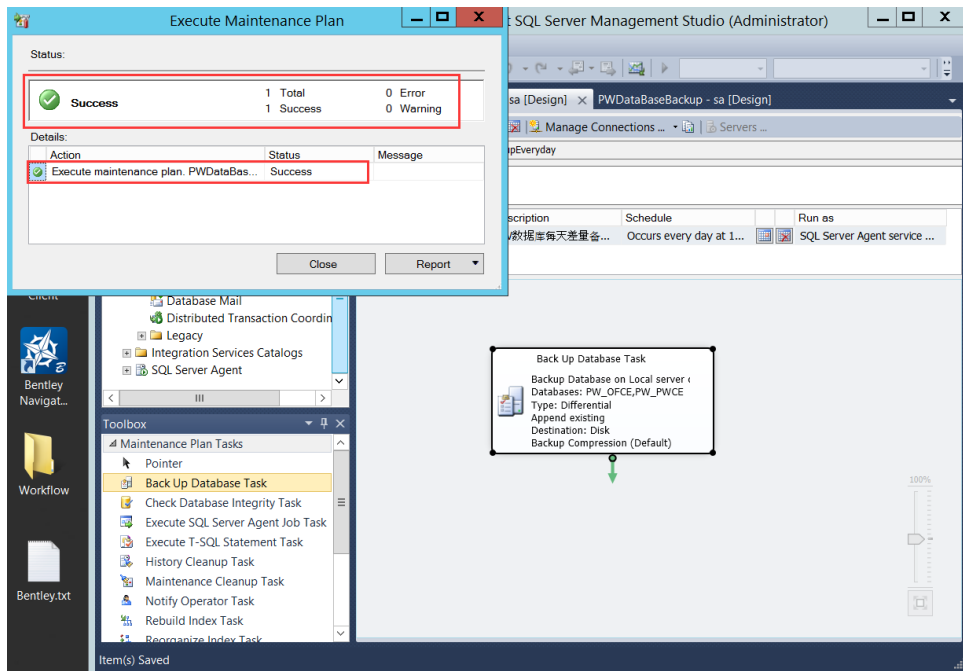 Execute Maintenance Plan
SQL Server Management Studio (Administrator)
Status:
Success
1 Total 0 Error
1 Success 0 Warning
Details:
Action Status Message
Execute maintenance plan. PWDataBas... Success
Close Report
sa [Design] PWDataBaseBackup - sa [Design]
Manage Connections ... Servers ...
upEveryday
scription Schedule Run as
数据库每天差量备... Occurs every day at 1... SQL Server Agent service ...
Client
Database Mail
Distributed Transaction Coordin
Legacy
Integration Services Catalogs
SQL Server Agent
Bentley
Navigat...
Workflow
Bentley.txt
Toolbox
Maintenance Plan Tasks
Pointer
Back Up Database Task
Check Database Integrity Task
Execute SQL Server Agent Job Task
Execute T-SQL Statement Task
History Cleanup Task
Maintenance Cleanup Task
Notify Operator Task
Rebuild Index Task
Reorganize Index Task
Back Up Database Task
Backup Database on Local server c
Databases: PW_OFCE,PW_PWCE
Type: Differential
Append existing
Destination: Disk
Backup Compression (Default)
100%
Item(s) Saved